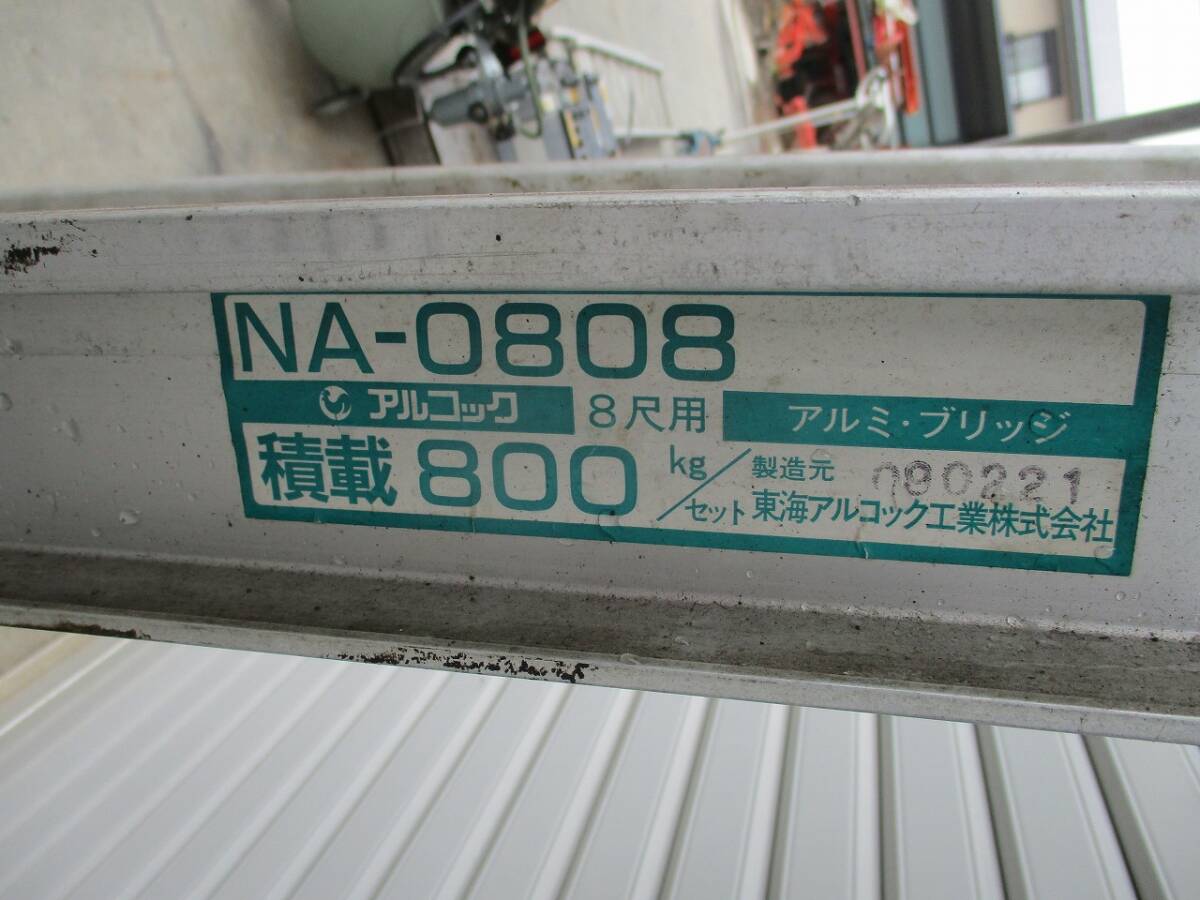 NA-0808
アルコック 8尺用 アルミ・ブリッジ
積載 800 kg/セット 製造元 090221
東海アルコック工業株式会社